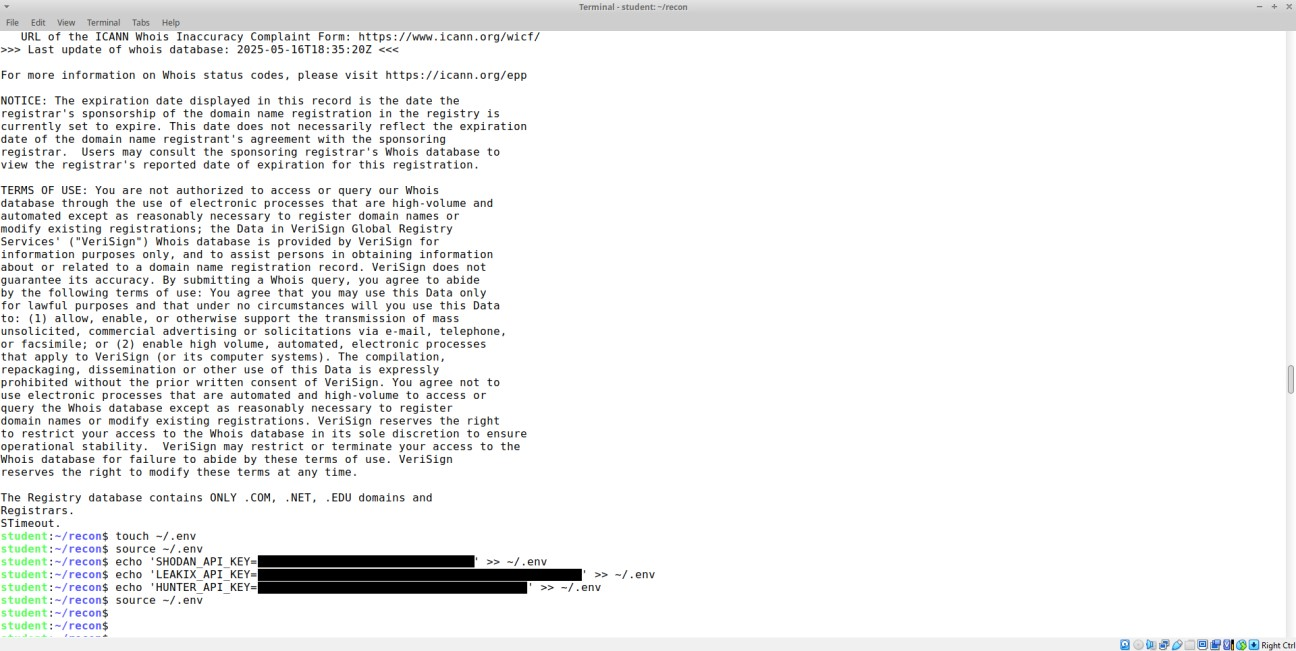 Terminal - student: ~/recon
File Edit View Terminal Tabs Help
   URL of the ICANN Whois Inaccuracy Complaint Form: https://www.icann.org/wicf/
>>> Last update of whois database: 2025-05-16T18:35:20Z <<<

For more information on Whois status codes, please visit https://icann.org/epp

NOTICE: The expiration date displayed in this record is the date the
registrar's sponsorship of the domain name registration in the registry is
currently set to expire. This date does not necessarily reflect the expiration
date of the domain name registrant's agreement with the sponsoring
registrar.  Users may consult the sponsoring registrar's Whois database to
view the registrar's reported date of expiration for this registration.

TERMS OF USE: You are not authorized to access or query our Whois
database through the use of electronic processes that are high-volume and
automated except as reasonably necessary to register domain names or
modify existing registrations; the Data in VeriSign Global Registry
Services' ("VeriSign") Whois database is provided by VeriSign for
information purposes only, and to assist persons in obtaining information
about or related to a domain name registration record. VeriSign does not
guarantee its accuracy. By submitting a Whois query, you agree to abide
by the following terms of use: You agree that you may use this Data only
for lawful purposes and that under no circumstances will you use this Data
to: (1) allow, enable, or otherwise support the transmission of mass
unsolicited, commercial advertising or solicitations via e-mail, telephone,
or facsimile; or (2) enable high volume, automated, electronic processes
that apply to VeriSign (or its computer systems). The compilation,
repackaging, dissemination or other use of this Data is expressly
prohibited without the prior written consent of VeriSign. You agree not to
use electronic processes that are automated and high-volume to access or
query the Whois database except as reasonably necessary to register
domain names or modify existing registrations. VeriSign reserves the right
to restrict your access to the Whois database in its sole discretion to ensure
operational stability.  VeriSign may restrict or terminate your access to the
Whois database for failure to abide by these terms of use. VeriSign
reserves the right to modify these terms at any time.

The Registry database contains ONLY .COM, .NET, .EDU domains and
Registrars.
STimeout.
student:~/recon$ touch ~/.env
student:~/recon$ source ~/.env
student:~/recon$ echo 'SHODAN_API_KEY=' >> ~/.env
student:~/recon$ echo 'LEAKIX_API_KEY=' >> ~/.env
student:~/recon$ echo 'HUNTER_API_KEY=' >> ~/.env
student:~/recon$ source ~/.env
student:~/recon$
student:~/recon$
Right Ctrl